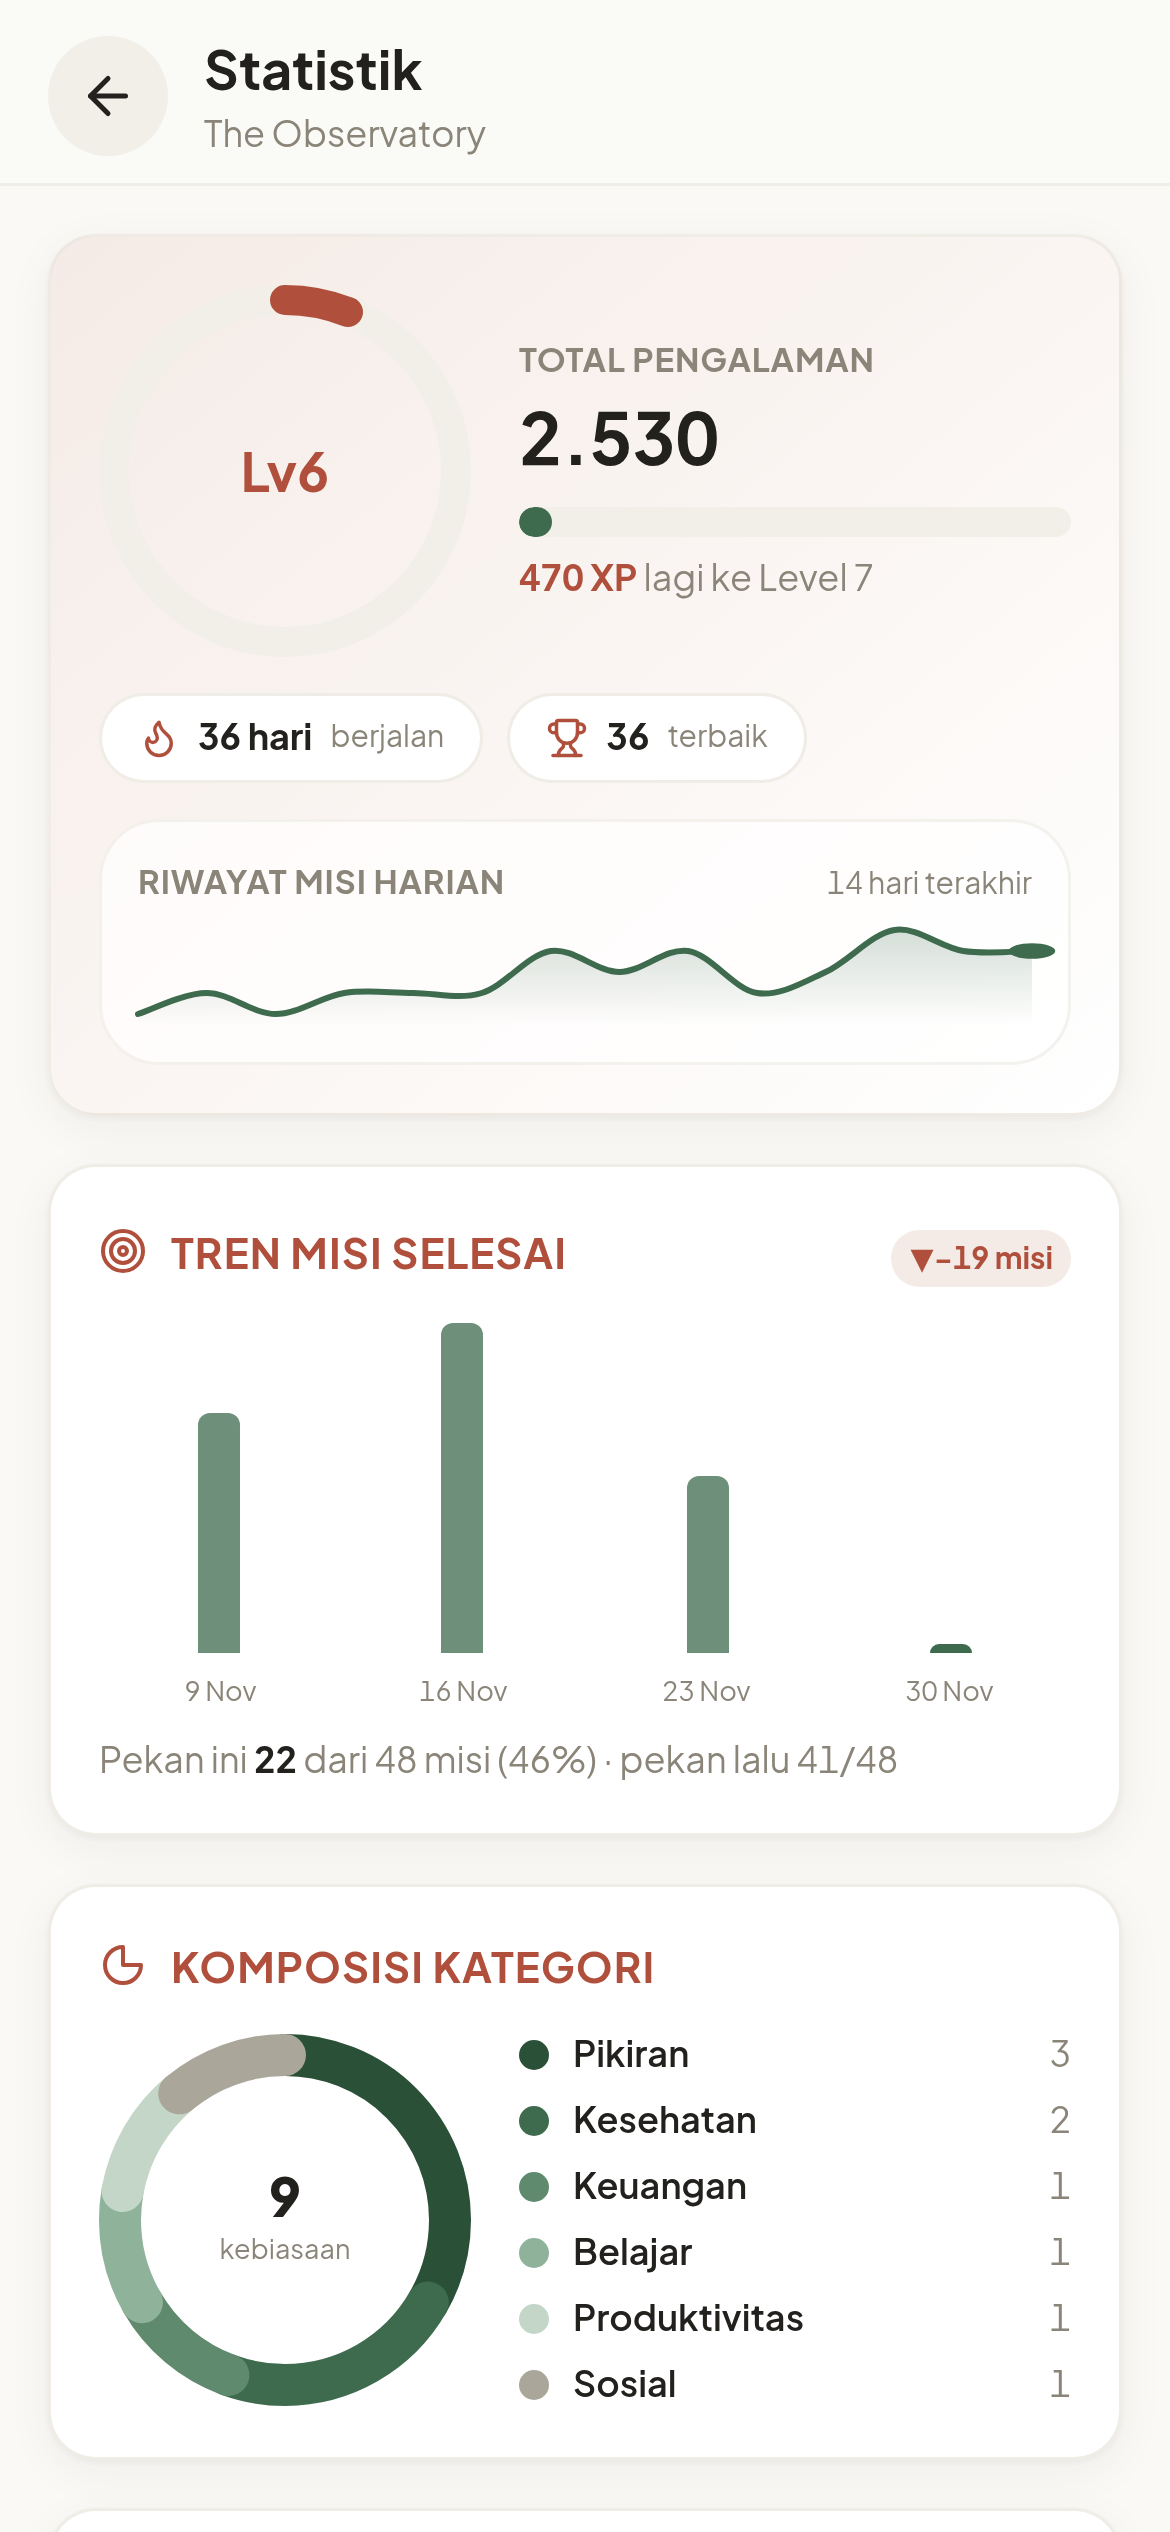 Statistik
The Observatory
Lv6
TOTAL PENGALAMAN
2.530
470 XP lagi ke Level 7
36 hari berjalan
36 terbaik
RIWAYAT MISI HARIAN
14 hari terakhir
TREN MISI SELESAI
▼−19 misi
9 Nov
16 Nov
23 Nov
30 Nov
Pekan ini 22 dari 48 misi (46%) · pekan lalu 41/48
KOMPOSISI KATEGORI
9
kebiasaan
Pikiran 3
Kesehatan 2
Keuangan 1
Belajar 1
Produktivitas 1
Sosial 1